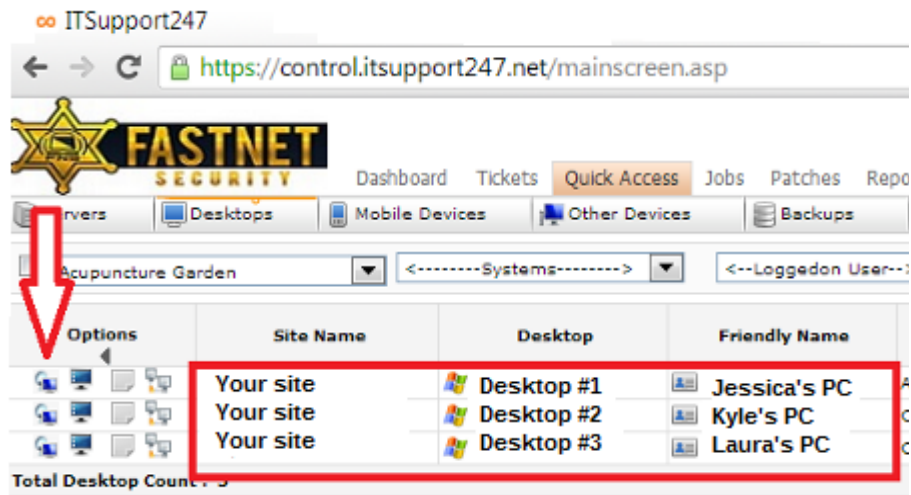 ITSupport247
https://control.itsupport247.net/mainscreen.asp
FASTNET
SECURITY
Dashboard Tickets Quick Access Jobs Patches Repo
rvers Desktops Mobile Devices Other Devices Backups
Acupuncture Garden <--------Systems--------> <--Loggedon User-->
Options Site Name Desktop Friendly Name
Your site Desktop #1 Jessica's PC A
Your site Desktop #2 Kyle's PC
Your site Desktop #3 Laura's PC
Total Desktop Count